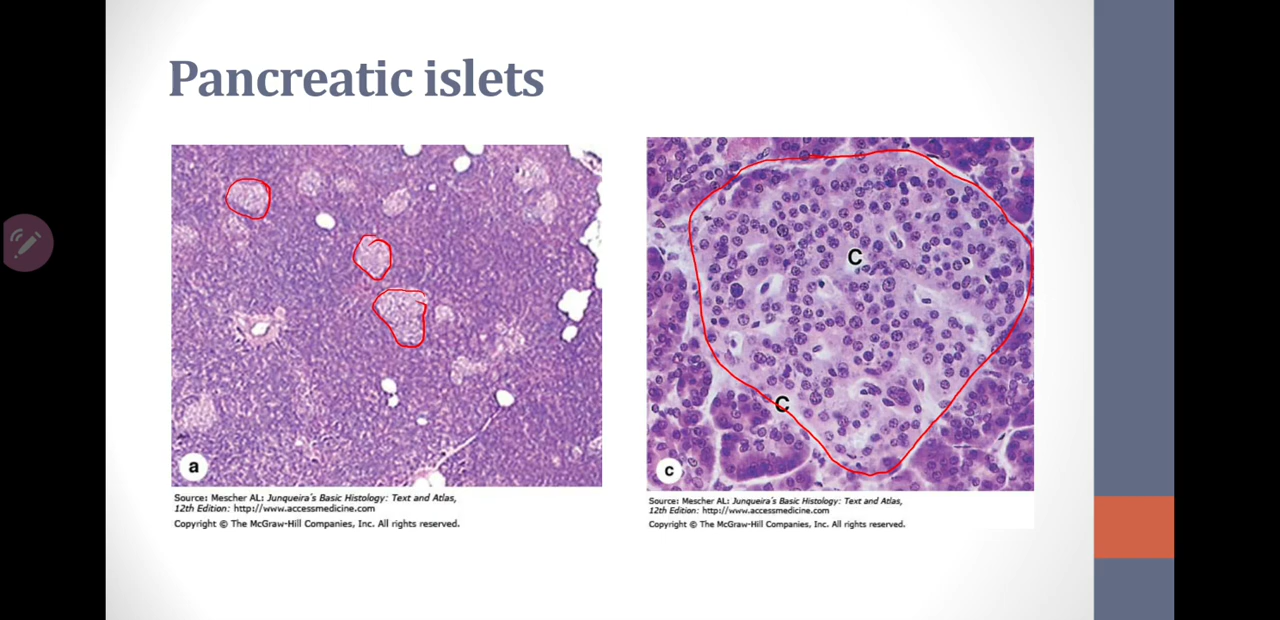 Pancreatic islets
C
C
a
c
Source: Mescher AL: Junqueira's Basic Histology: Text and Atlas,
12th Edition: http://www.accessmedicine.com
Copyright © The McGraw-Hill Companies, Inc. All rights reserved.
Source: Mescher AL: Junqueira's Basic Histology: Text and Atlas,
12th Edition: http://www.accessmedicine.com
Copyright © The McGraw-Hill Companies, Inc. All rights reserved.